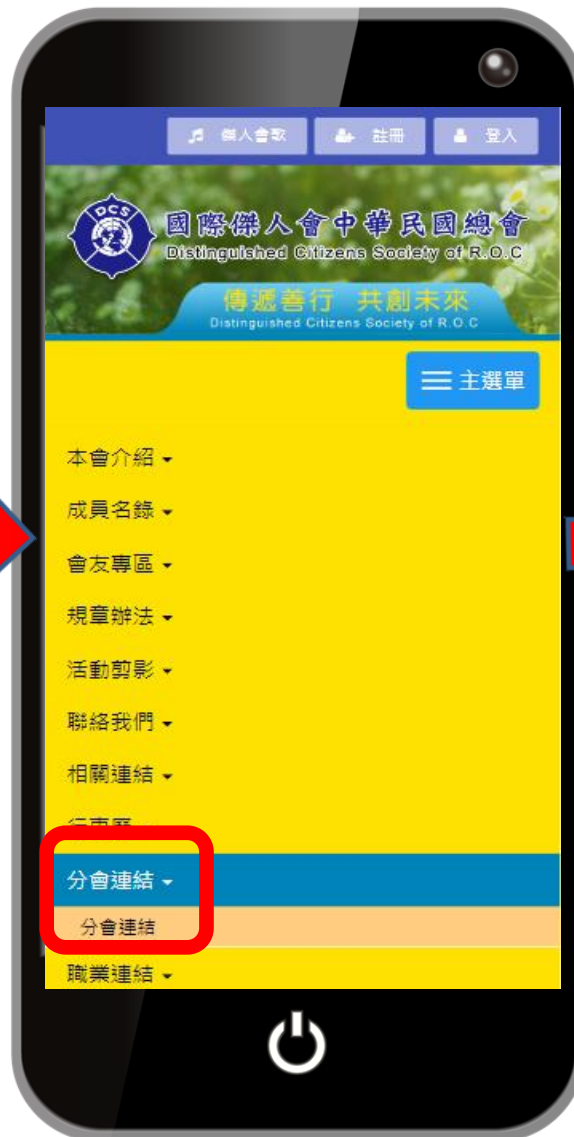 傑人會歌 註冊 登入
DCS
國際傑人會中華民國總會
Distinguished Citizens Society of R.O.C
傳遞善行 共創未來
Distinguished Citizens Society of R.O.C
主選單
本會介紹
成員名錄
會友專區
規章辦法
活動剪影
聯絡我們
相關連結
行事曆
分會連結
分會連結
職業連結